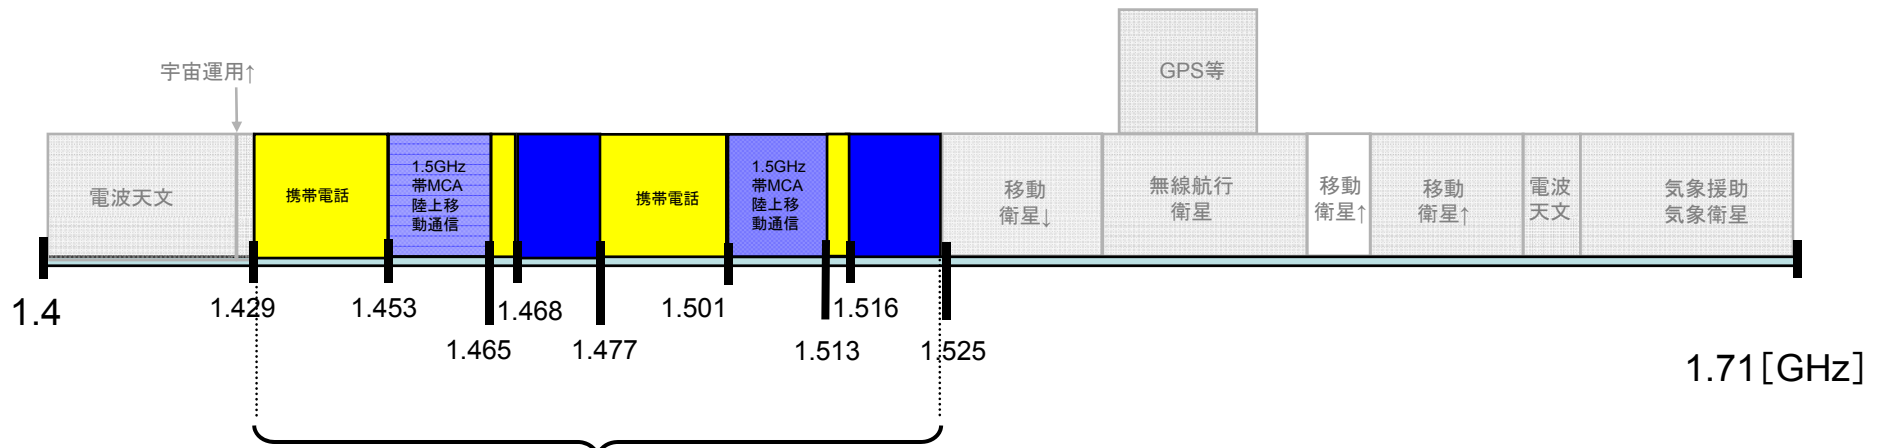 宇宙運用↑
GPS等
電波天文
携帯電話
1.5GHz
帯MCA
陸上移
動通信
携帯電話
1.5GHz
帯MCA
陸上移
動通信
移動
衛星↓
無線航行
衛星
移動
衛星↑
移動
衛星↑
電波
天文
気象援助
気象衛星
1.4
1.429
1.453
1.465
1.468
1.477
1.501
1.513
1.516
1.525
1.71[GHz]